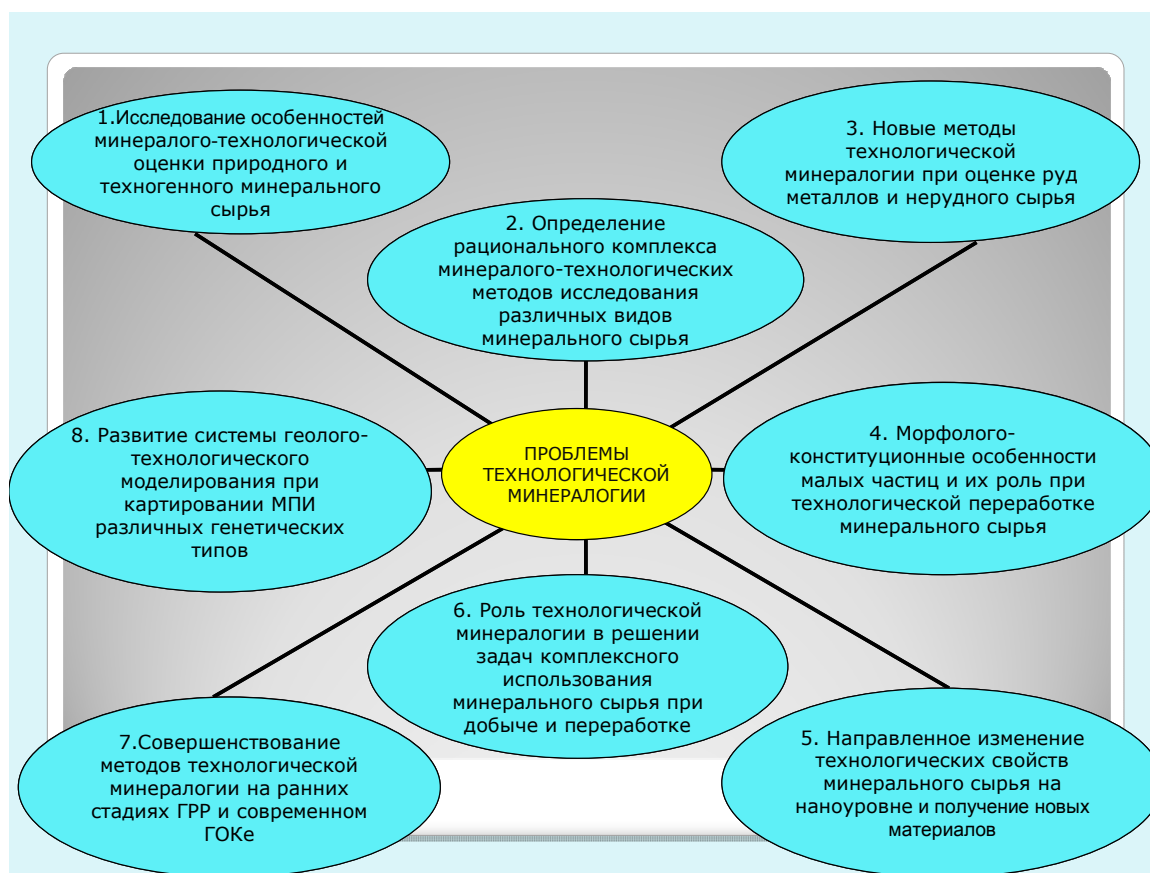 1.Исследование особенностей
минералого-технологической
оценки природного и
техногенного минерального
сырья
2. Определение
рационального комплекса
минералого-технологических
методов исследования
различных видов
минерального сырья
3. Новые методы
технологической
минералогии при оценке руд
металлов и нерудного сырья
ПРОБЛЕМЫ
ТЕХНОЛОГИЧЕСКОЙ
МИНЕРАЛОГИИ
4. Морфолого-
конституционные особенности
малых частиц и их роль при
технологической переработке
минерального сырья
5. Направленное изменение
технологических свойств
минерального сырья на
наноуровне и получение новых
материалов
6. Роль технологической
минералогии в решении
задач комплексного
использования
минерального сырья при
добыче и переработке
7.Совершенствование
методов технологической
минералогии на ранних
стадиях ГРР и современном
ГОКе
8. Развитие системы геолого-
технологического
моделирования при
картировании МПИ
различных генетических
типов